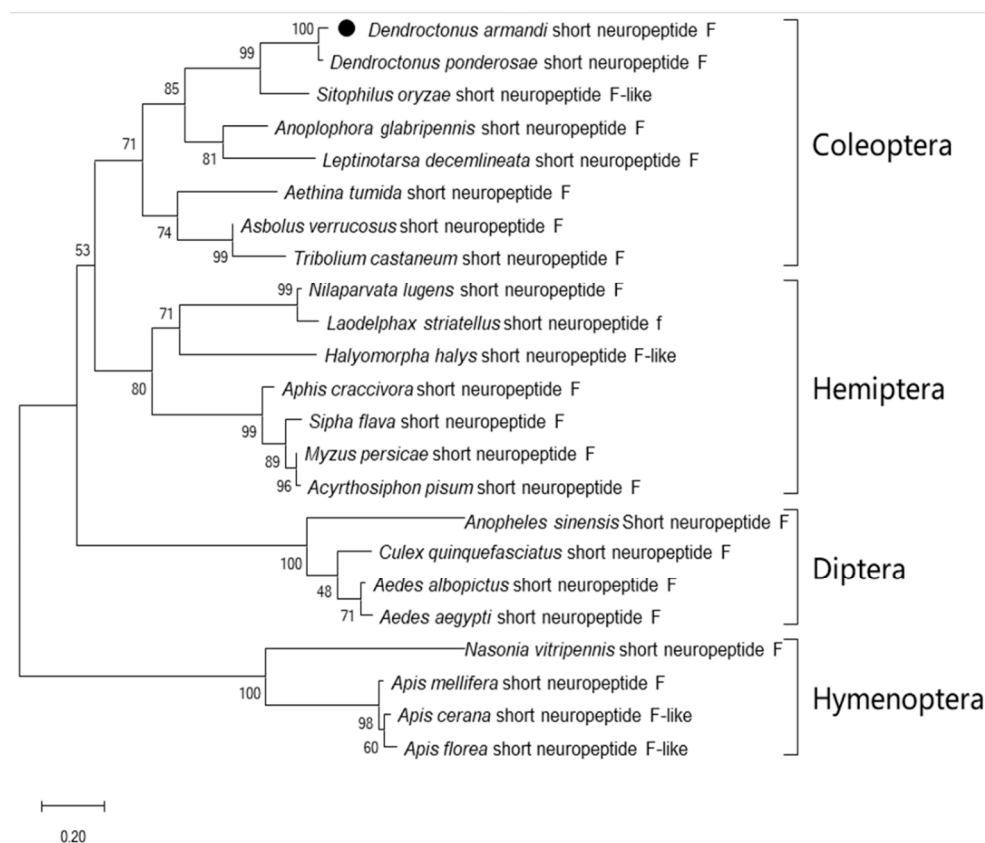 100 Dendroctonus armandi short neuropeptide F
99 Dendroctonus ponderosae short neuropeptide F
85 Sitophilus oryzae short neuropeptide F-like
Anoplophora glabripennis short neuropeptide F
71 Coleoptera
81 Leptinotarsa decemlineata short neuropeptide F
Aethina tumida short neuropeptide F
74 Asbolus verrucosus short neuropeptide F
53 99 Tribolium castaneum short neuropeptide F
99 Nilaparvata lugens short neuropeptide F
71 Laodelphax striatellus short neuropeptide f
Halyomorpha halys short neuropeptide F-like
80 Aphis craccivora short neuropeptide F Hemiptera
99 Sipha flava short neuropeptide F
89 Myzus persicae short neuropeptide F
96 Acyrthosiphon pisum short neuropeptide F
Anopheles sinensis Short neuropeptide F
100 Culex quinquefasciatus short neuropeptide F
Diptera
48 Aedes albopictus short neuropeptide F
71 Aedes aegypti short neuropeptide F
Nasonia vitripennis short neuropeptide F
100 Apis mellifera short neuropeptide F
Hymenoptera
98 Apis cerana short neuropeptide F-like
60 Apis florea short neuropeptide F-like
0.20